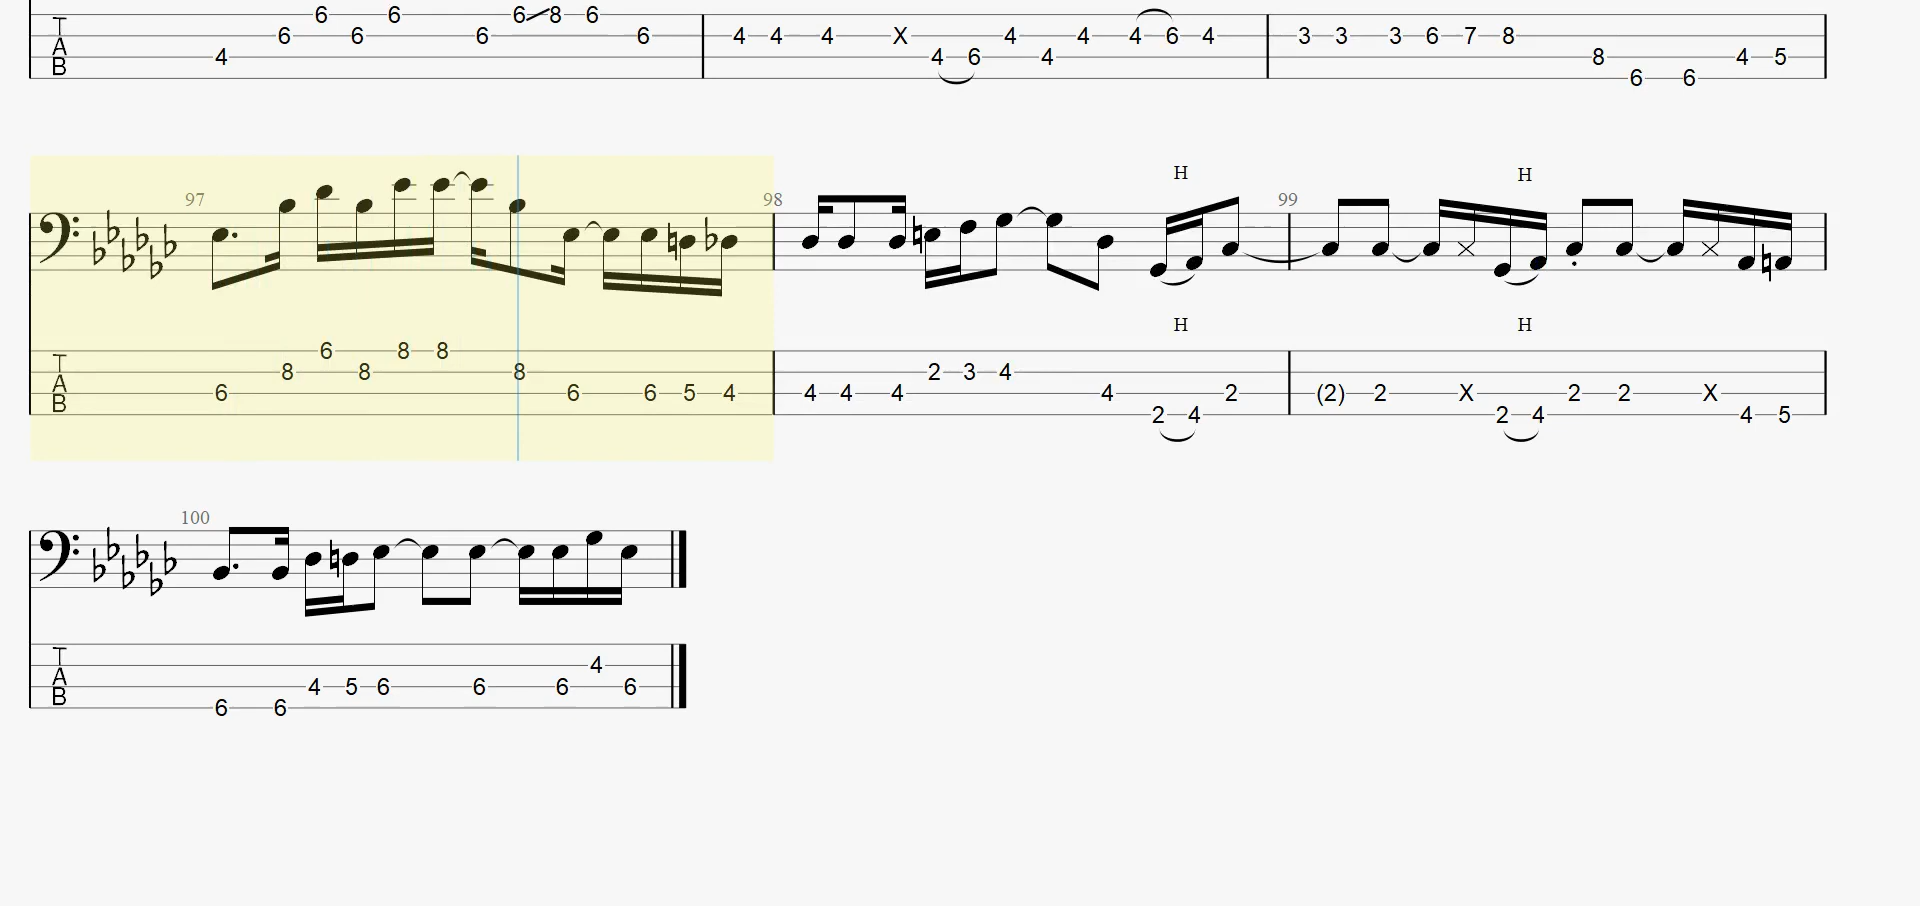 6 6 6 6 8 6
T 6 6 6 6 4 4 4 X 4 4 4 6 4 3 3 3 6 7 8
A 4 4 6 4 8 4 5
B 6 6
H H
97 98 99
H H
T 6 8 8
8 8 8 2 3 4
A 6 6 6 5 4 4 4 4 4 2 (2) 2 X 2 2 X
B 2 4 2 4 4 5
100
T
4
A 4 5 6 6 6 6
B 6 6